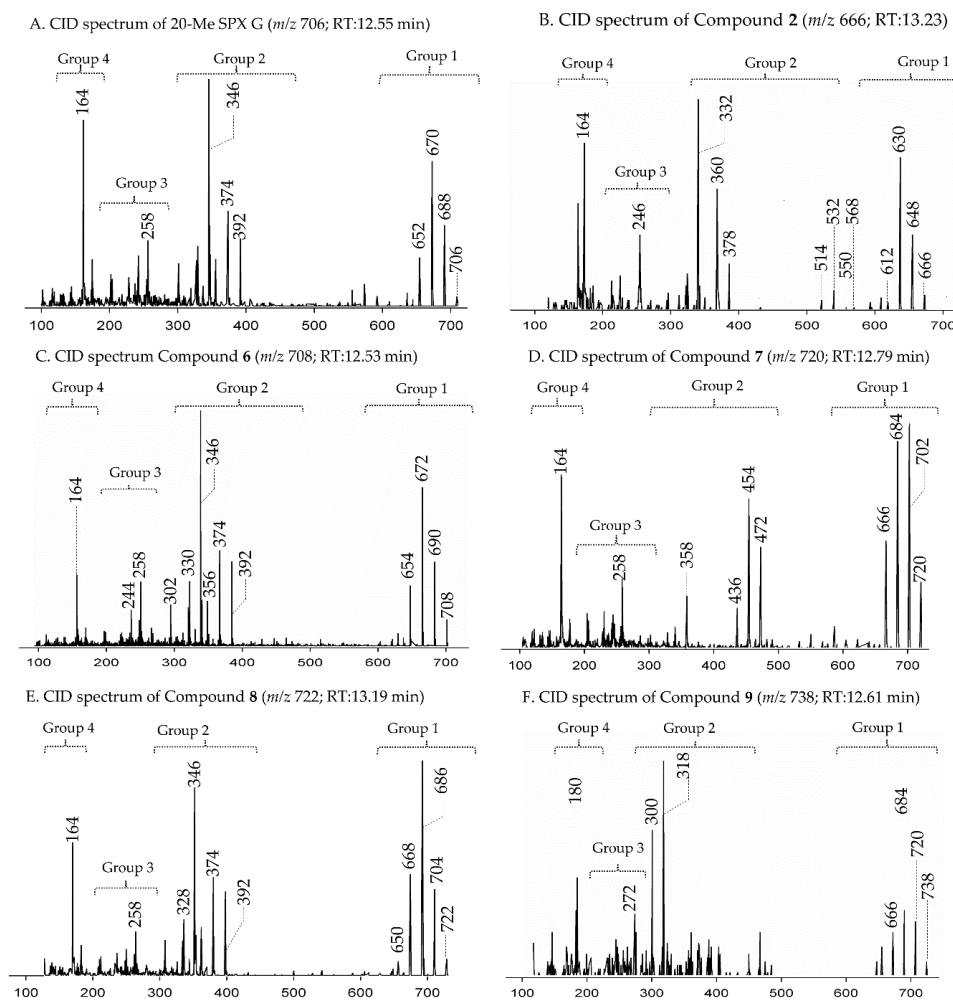 A. CID spectrum of 20-Me SPX G (m/z 706; RT:12.55 min)
Group 4
Group 2
Group 1
Group 3
164
258
346
374
392
652
670
688
706
100 200 300 400 500 600 700
B. CID spectrum of Compound 2 (m/z 666; RT:13.23)
Group 4
Group 2
Group 1
Group 3
164
246
332
360
378
514
532
550
568
612
630
648
666
100 200 300 400 500 600 700
C. CID spectrum Compound 6 (m/z 708; RT:12.53 min)
Group 4
Group 2
Group 1
Group 3
164
244
258
302
330
346
356
374
392
654
672
690
708
100 200 300 400 500 600 700
D. CID spectrum of Compound 7 (m/z 720; RT:12.79 min)
Group 4
Group 2
Group 1
Group 3
164
258
358
436
454
472
666
684
702
720
100 200 300 400 500 600 700
E. CID spectrum of Compound 8 (m/z 722; RT:13.19 min)
Group 4
Group 2
Group 1
Group 3
164
258
328
346
374
392
650
668
686
704
722
100 200 300 400 500 600 700
F. CID spectrum of Compound 9 (m/z 738; RT:12.61 min)
Group 4
Group 2
Group 1
Group 3
180
272
300
318
666
684
720
738
100 200 300 400 500 600 700